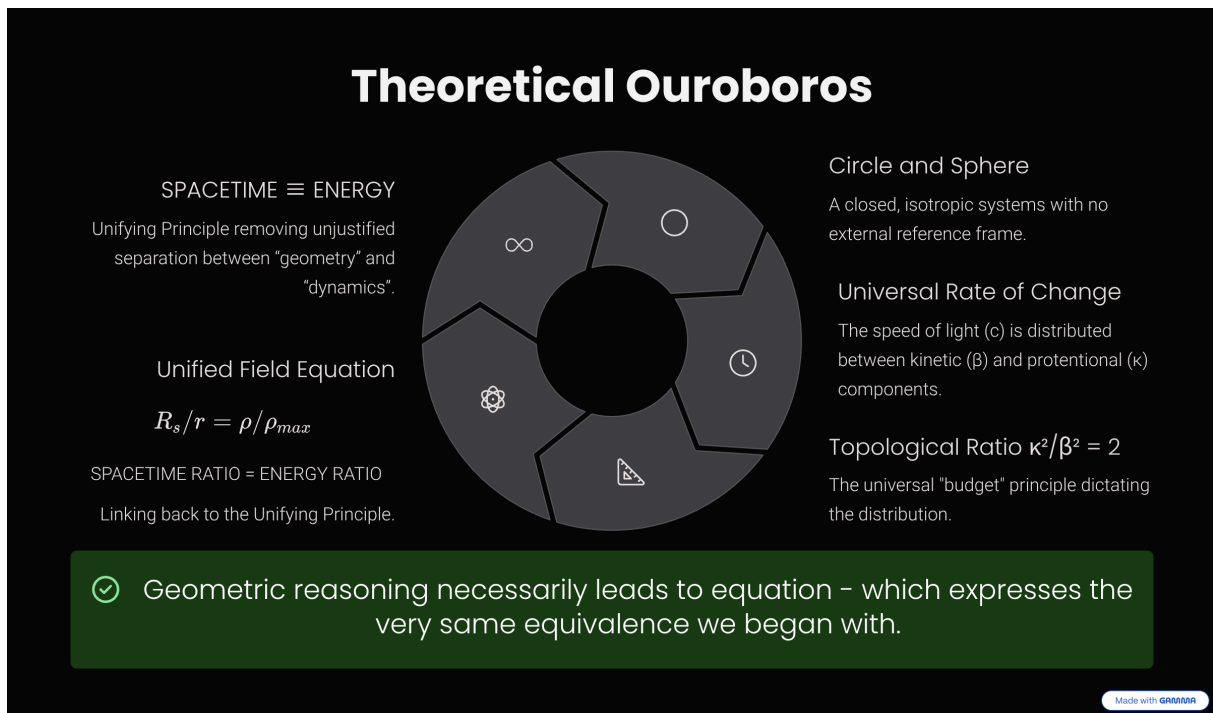 Theoretical Ouroboros
SPACETIME ≡ ENERGY
Unifying Principle removing unjustified
separation between "geometry" and
"dynamics".
Circle and Sphere
A closed, isotropic systems with no
external reference frame.
Universal Rate of Change
The speed of light (c) is distributed
between kinetic (β) and protentional (κ)
components.
Topological Ratio κ²/β² = 2
The universal "budget" principle dictating
the distribution.
Unified Field Equation
R_s/r = ρ/ρ_max
SPACETIME RATIO = ENERGY RATIO
Linking back to the Unifying Principle.
Geometric reasoning necessarily leads to equation - which expresses the
very same equivalence we began with.
Made with GAMMA